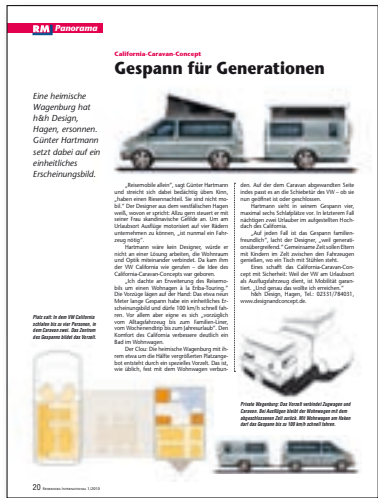 RM Panorama
California-Caravan-Concept
Gespann für Generationen
Eine heimische
Wagenburg hat
h&h Design,
Hagen, ersonnen.
Günter Hartmann
setzt dabei auf ein
einheitliches
Erscheinungsbild.
„Reisemobile allein“, sagt Günter Hartmann
und streicht sich dabei bedächtig übers Kinn,
„haben einen Riesennachteil. Sie sind nicht mo-
bil.“ Der Designer aus dem westfälischen Hagen
weiß, wovon er spricht: Allzu gern steuert er mit
seiner Frau skandinavische Gefilde an. Um am
Urlaubsort Ausflüge motorisiert auf vier Rädern
unternehmen zu können, „ist nunmal ein Fahr-
zeug nötig“.
Hartmann wäre kein Designer, würde er
nicht an einer Lösung arbeiten, die Wohnraum
und Optik miteinander verbindet. Da kam ihm
der VW California wie gerufen – die Idee des
California-Caravan-Concepts war geboren.
„Ich dachte an Erweiterung des Reisemo-
bils um einen Wohnwagen à la Eriba-Touring.“
Die Vorzüge lägen auf der Hand: Das etwa neun
Meter lange Gespann habe ein einheitliches Er-
scheinungsbild und dürfe 100 km/h schnell fah-
ren. Vor allem aber eigne es sich „vorzüglich
vom Alltagsfahrzeug bis zum Familien-Liner,
vom Wochenendtrip bis zum Jahresurlaub“. Den
Komfort des California verbessere deutlich ein
Bad im Wohnwagen.
Der Clou: Die heimische Wagenburg mit ih-
rem etwa um die Hälfte vergrößerten Platzange-
bot entsteht durch ein spezielles Vorzelt. Das ist,
wie üblich, fest mit dem Wohnwagen verbun-
den. Auf der dem Caravan abgewandten Seite
indes passt es an die Schiebetür des VW – ob sie
nun geöffnet ist oder geschlossen.
Hartmann sieht in seinem Gespann vier,
maximal sechs Schlafplätze vor. In letzterem Fall
nächtigen zwei Urlauber im aufgestellten Hoch-
dach des California.
„Auf jeden Fall ist das Gespann familien-
freundlich“, lacht der Designer, „weil generati-
onsübergreifend.“ Gemeinsame Zeit sollen Eltern
mit Kindern im Zelt zwischen den Fahrzeugen
genießen, wo ein Tisch mit Stühlen steht.
Eines schafft das California-Caravan-Con-
cept mit Sicherheit: Weil der VW am Urlaubsort
als Ausflugsfahrzeug dient, ist Mobilität garan-
tiert. „Und genau das wollte ich erreichen.“
h&h Design, Hagen, Tel.: 02331/784031,
www.designandconcept.de.
Platz satt: In dem VW California
schlafen bis zu vier Personen, in
dem Caravan zwei. Das Zentrum
des Gespanns bildet das Vorzelt.
Private Wagenburg: Das Vorzelt verbindet Zugwagen und
Caravan. Bei Ausflügen bleibt der Wohnwagen mit dem
abgeschlossenen Zelt zurück. Mit Wohnwagen am Haken
darf das Gespann bis zu 100 km/h schnell fahren.
20 Reisemobil International 1/2010